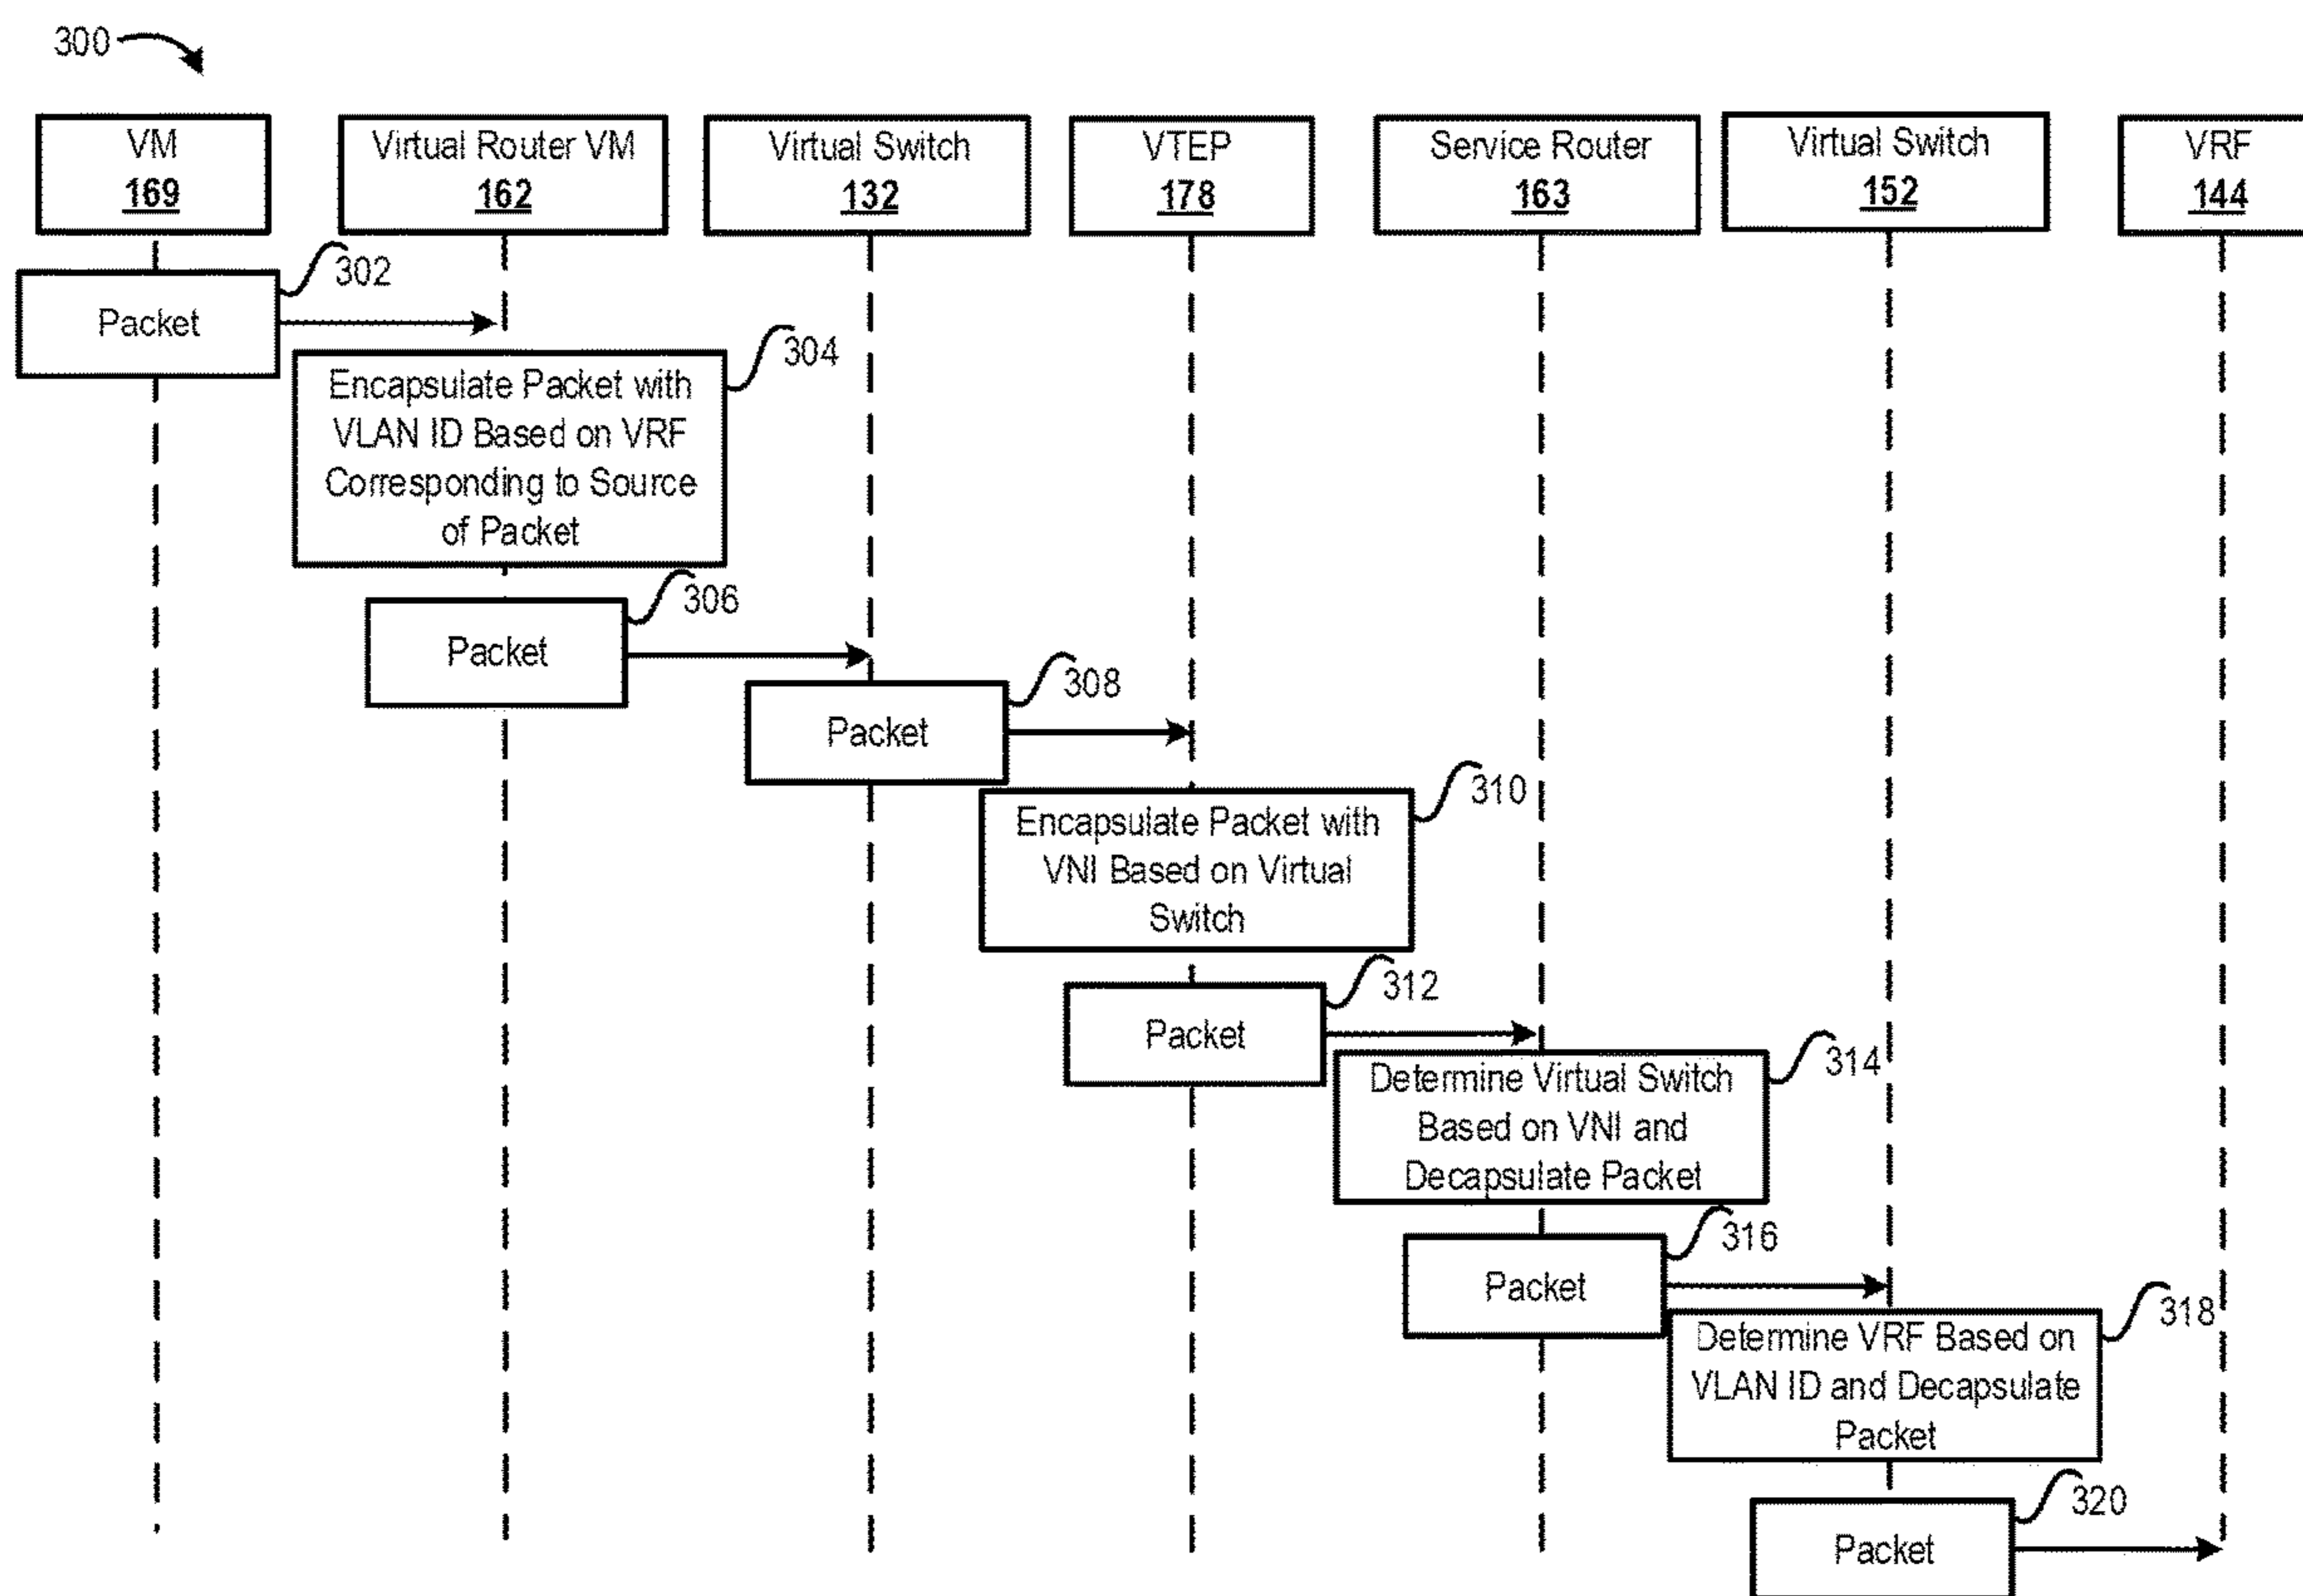 300
VM
169
Virtual Router VM
162
Virtual Switch
132
VTEP
178
Service Router
163
Virtual Switch
152
VRF
144
302
Packet
304
Encapsulate Packet with
VLAN ID Based on VRF
Corresponding to Source
of Packet
306
Packet
308
Packet
310
Encapsulate Packet with
VNI Based on Virtual
Switch
312
Packet
314
Determine Virtual Switch
Based on VNI and
Decapsulate Packet
316
Packet
318
Determine VRF Based on
VLAN ID and Decapsulate
Packet
320
Packet